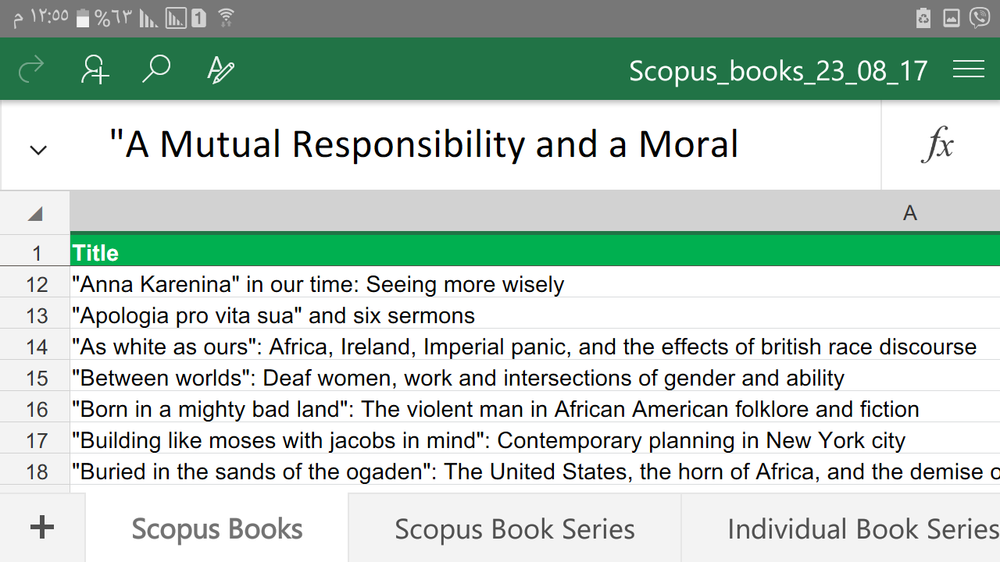 م ١٢:٥٥ %٦٣ 1
Scopus_books_23_08_17
"A Mutual Responsibility and a Moral
fx
A
1 Title
12 "Anna Karenina" in our time: Seeing more wisely
13 "Apologia pro vita sua" and six sermons
14 "As white as ours": Africa, Ireland, Imperial panic, and the effects of british race discourse
15 "Between worlds": Deaf women, work and intersections of gender and ability
16 "Born in a mighty bad land": The violent man in African American folklore and fiction
17 "Building like moses with jacobs in mind": Contemporary planning in New York city
18 "Buried in the sands of the ogaden": The United States, the horn of Africa, and the demise o
+ Scopus Books Scopus Book Series Individual Book Series